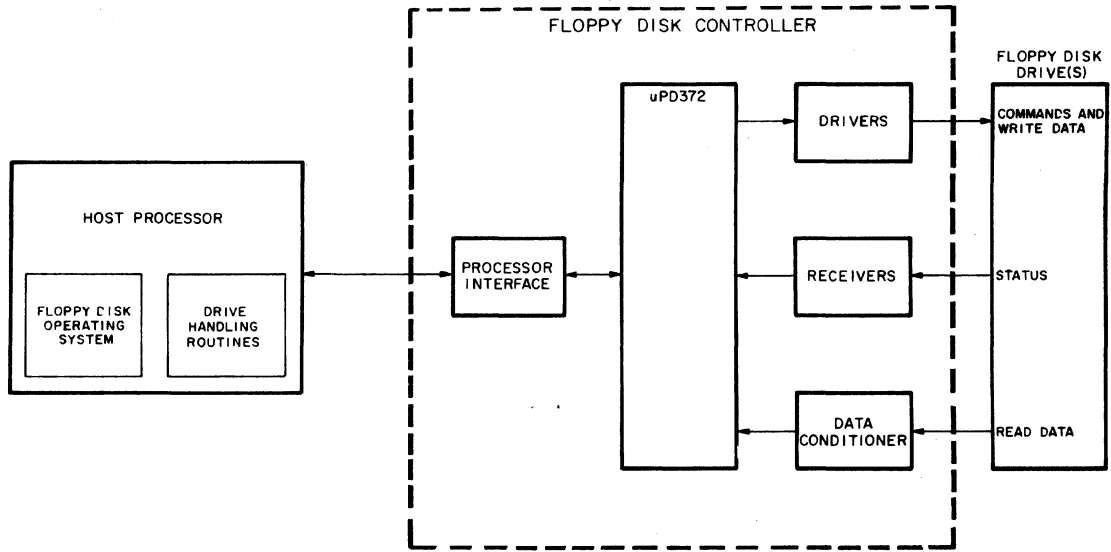 FLOPPY DISK CONTROLLER
FLOPPY DISK
DRIVE(S)
uPD372
DRIVERS
COMMANDS AND
WRITE DATA
HOST PROCESSOR
PROCESSOR
INTERFACE
RECEIVERS
STATUS
FLOPPY DISK
OPERATING
SYSTEM
DRIVE
HANDLING
ROUTINES
DATA
CONDITIONER
READ DATA